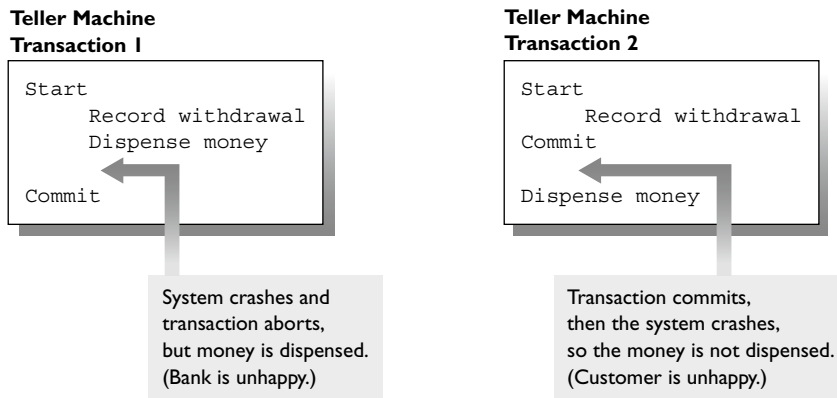 Teller Machine
Transaction 1
Start
Record withdrawal
Dispense money
Commit
System crashes and
transaction aborts,
but money is dispensed.
(Bank is unhappy.)
Teller Machine
Transaction 2
Start
Record withdrawal
Commit
Dispense money
Transaction commits,
then the system crashes,
so the money is not dispensed.
(Customer is unhappy.)